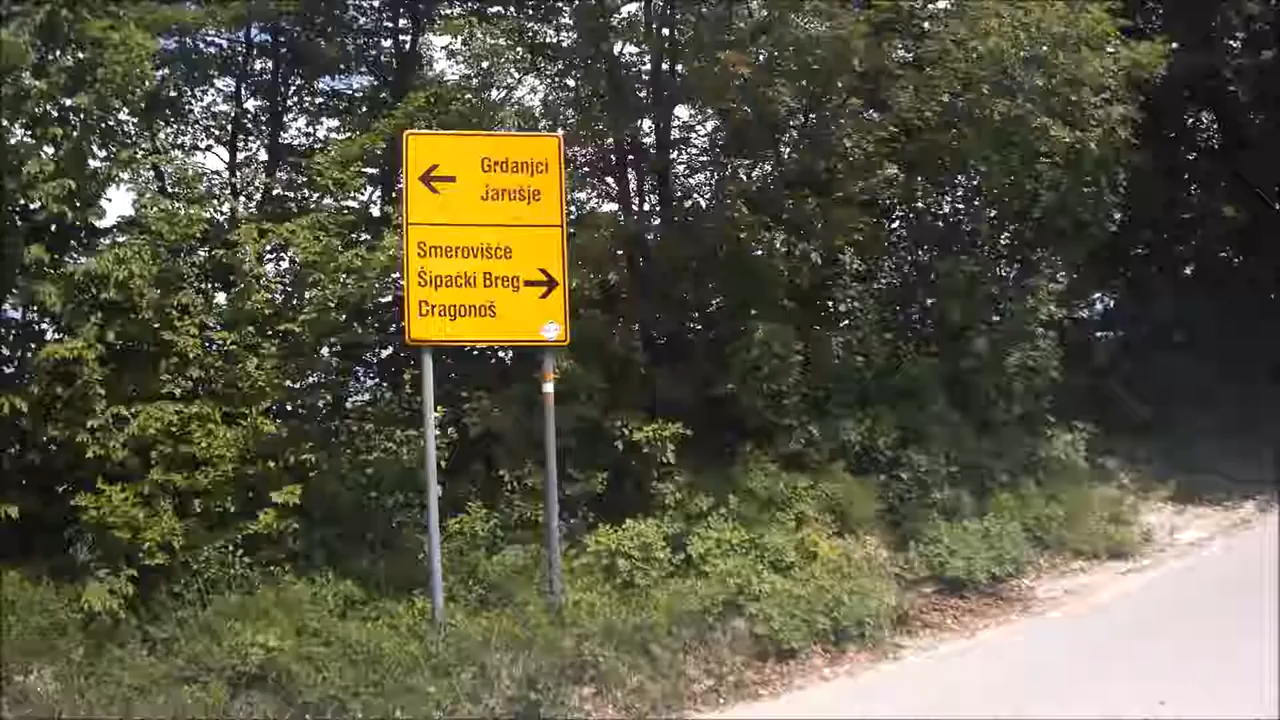 Grdanjci
Jarušje
Smerovišće
Šipački Breg
Dragonoš